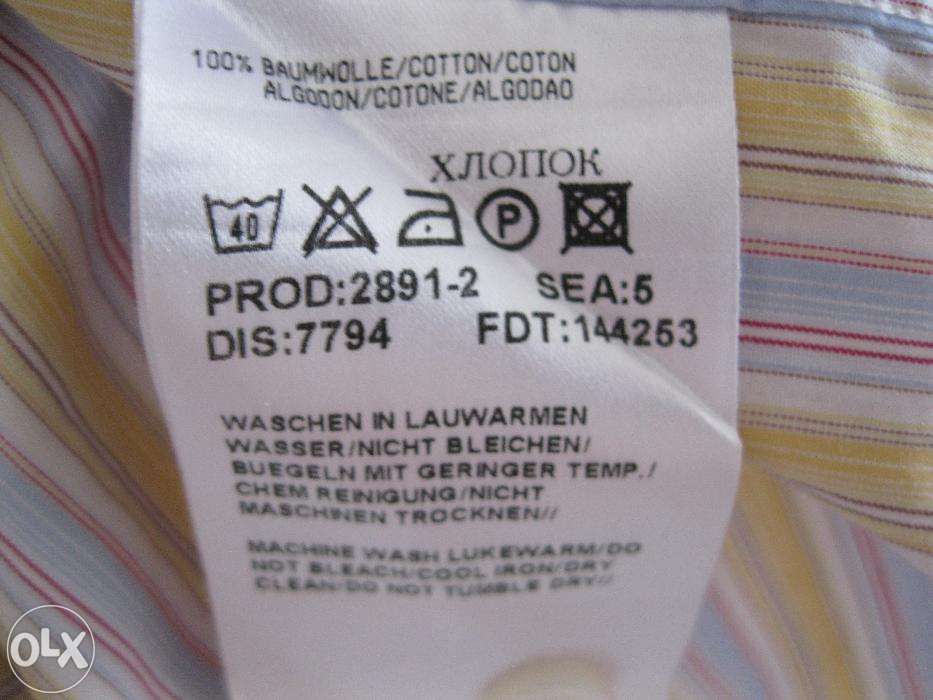 100% BAUMWOLLE/COTTON/COTON
ALGODON/COTONE/ALGODAO
ХЛОПОК
40 P
PROD:2891-2 SEA:5
DIS:7794 FDT:144253
WASCHEN IN LAUWARMEN
WASSER/NICHT BLEICHEN/
BUEGELN MIT GERINGER TEMP./
CHEM REINIGUNG/NICHT
MASCHINEN TROCKNEN//
MACHINE WASH LUKEWARM/DO
NOT BLEACH/COOL IRON/DRY
CLEAN/DO NOT TUMBLE DRY//
OLX